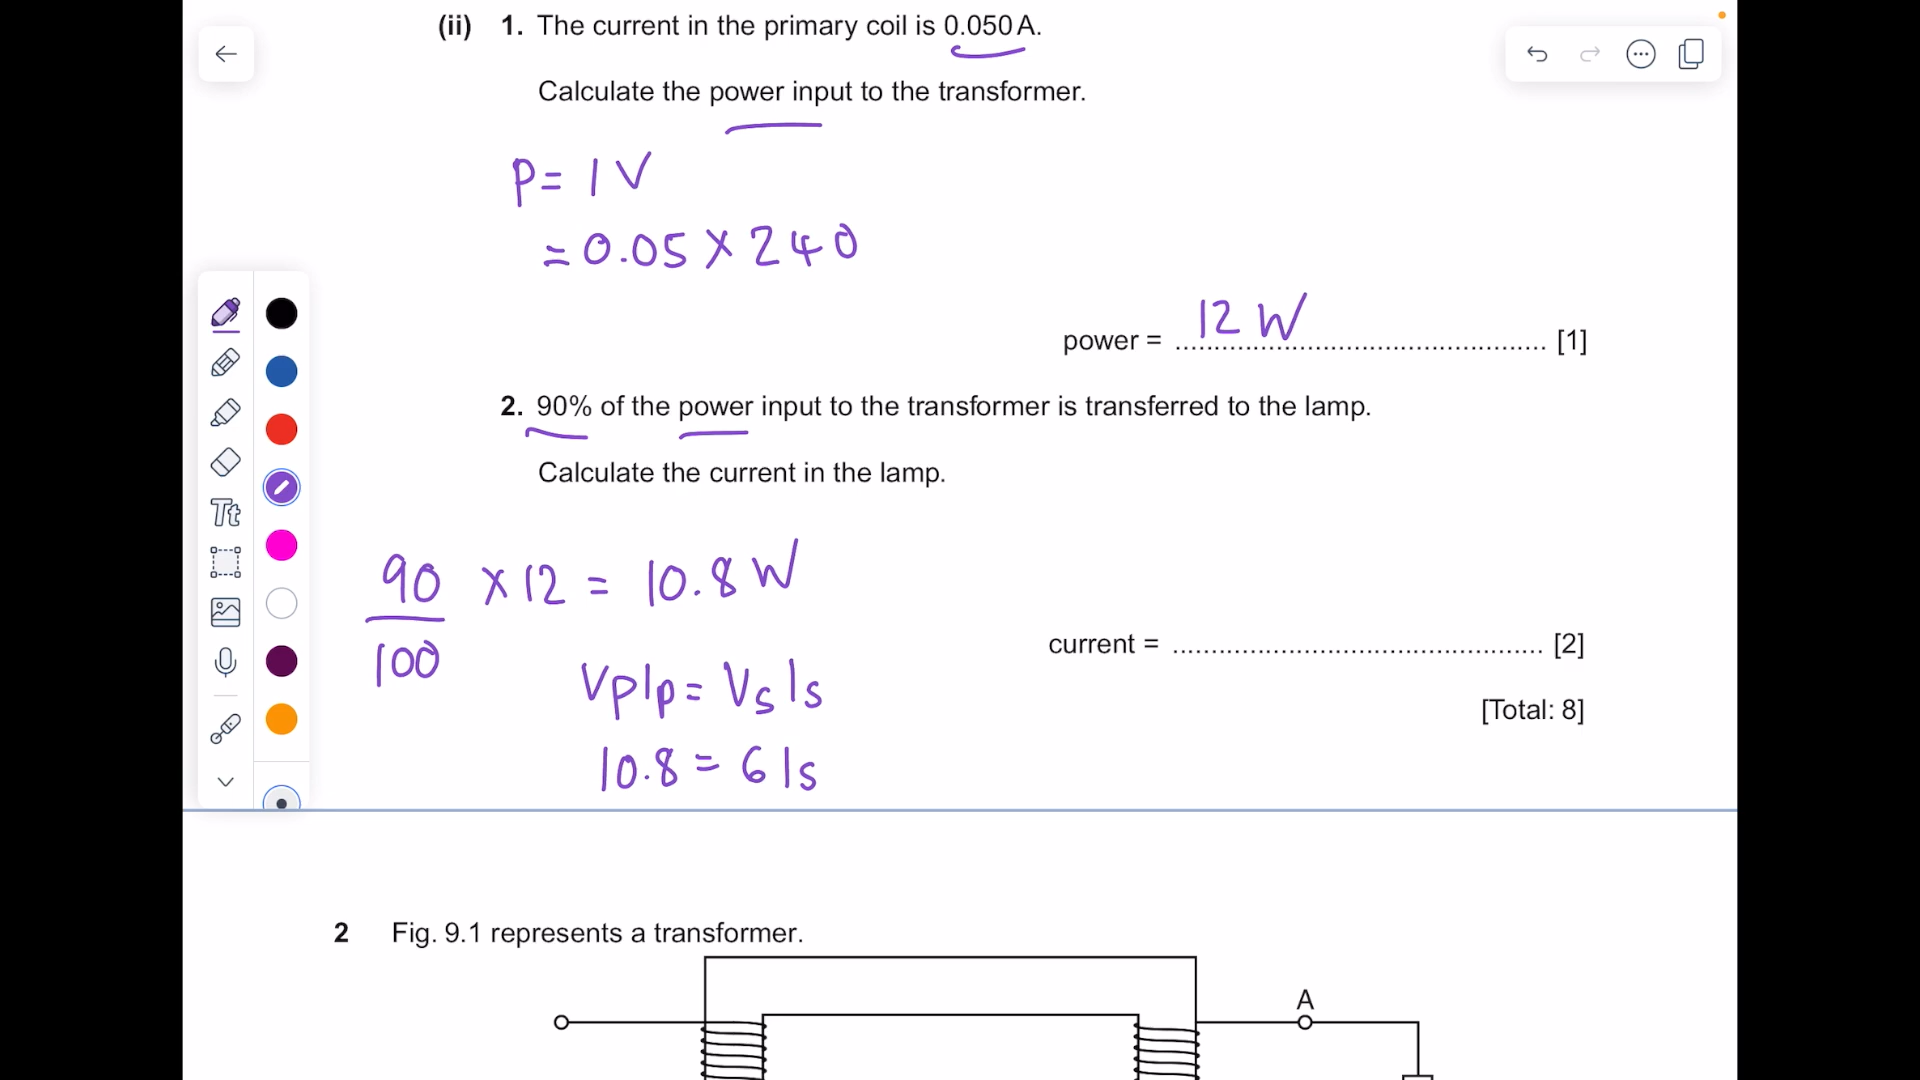 (ii) 1. The current in the primary coil is 0.050 A.
Calculate the power input to the transformer.
P = IV
= 0.05 × 240
power = 12 W [1]
2. 90% of the power input to the transformer is transferred to the lamp.
Calculate the current in the lamp.
90/100 × 12 = 10.8 W
current = .............................................. [2]
VpIp = VsIs
[Total: 8]
10.8 = 6 Is
2 Fig. 9.1 represents a transformer.
A
Tt